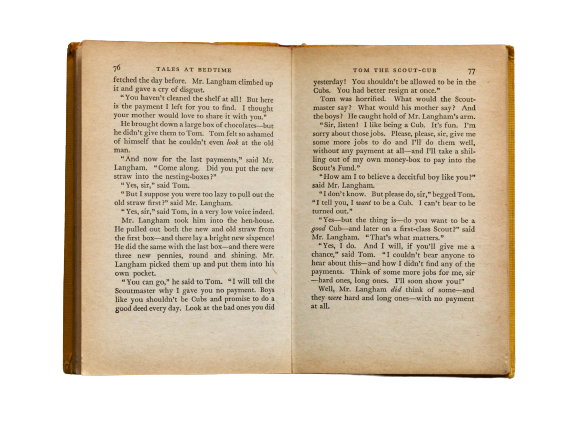 76 TALES AT BEDTIME
fetched the day before. Mr. Langham climbed up
it and gave a cry of disgust.
"You haven't cleaned the shelf at all! But here
is the payment I left for you to find. I thought
your mother would love to share it with you."
He brought down a large box of chocolates—but
he didn't give them to Tom. Tom felt so ashamed
of himself that he couldn't even look at the old
man.
"And now for the last payments," said Mr.
Langham. "Come along. Did you put the new
straw into the nesting-boxes?"
"Yes, sir," said Tom.
"But I suppose you were too lazy to pull out the
old straw first?" said Mr. Langham.
"Yes, sir," said Tom, in a very low voice indeed.
Mr. Langham took him into the hen-house.
He pulled out both the new and old straw from
the first box—and there lay a bright new sixpence!
He did the same with the last box—and there were
three new pennies, round and shining. Mr.
Langham picked them up and put them into his
own pocket.
"You can go," he said to Tom. "I will tell the
Scoutmaster why I gave you no payment. Boys
like you shouldn't be Cubs and promise to do a
good deed every day. Look at the bad ones you did
TOM THE SCOUT-CUB 77
yesterday! You shouldn't be allowed to be in the
Cubs. You had better resign at once."
Tom was horrified. What would the Scout-
master say? What would his mother say? And
the boys? He caught hold of Mr. Langham's arm.
"Sir, listen! I like being a Cub. It's fun. I'm
sorry about those jobs. Please, please, sir, give me
some more jobs to do and I'll do them well,
without any payment at all—and I'll take a shil-
ling out of my own money-box to pay into the
Scout's Fund."
"How am I to believe a deceitful boy like you?"
said Mr. Langham.
"I don't know. But please do, sir," begged Tom.
"I tell you, I want to be a Cub. I can't bear to be
turned out."
"Yes—but the thing is—do you want to be a
good Cub—and later on a first-class Scout?" said
Mr. Langham. "That's what matters."
"Yes, I do. And I will, if you'll give me a
chance," said Tom. "I couldn't bear anyone to
hear about this—and how I didn't find any of the
payments. Think of some more jobs for me, sir
—hard ones, long ones. I'll soon show you!"
Well, Mr. Langham did think of some—and
they were hard and long ones—with no payment
at all.